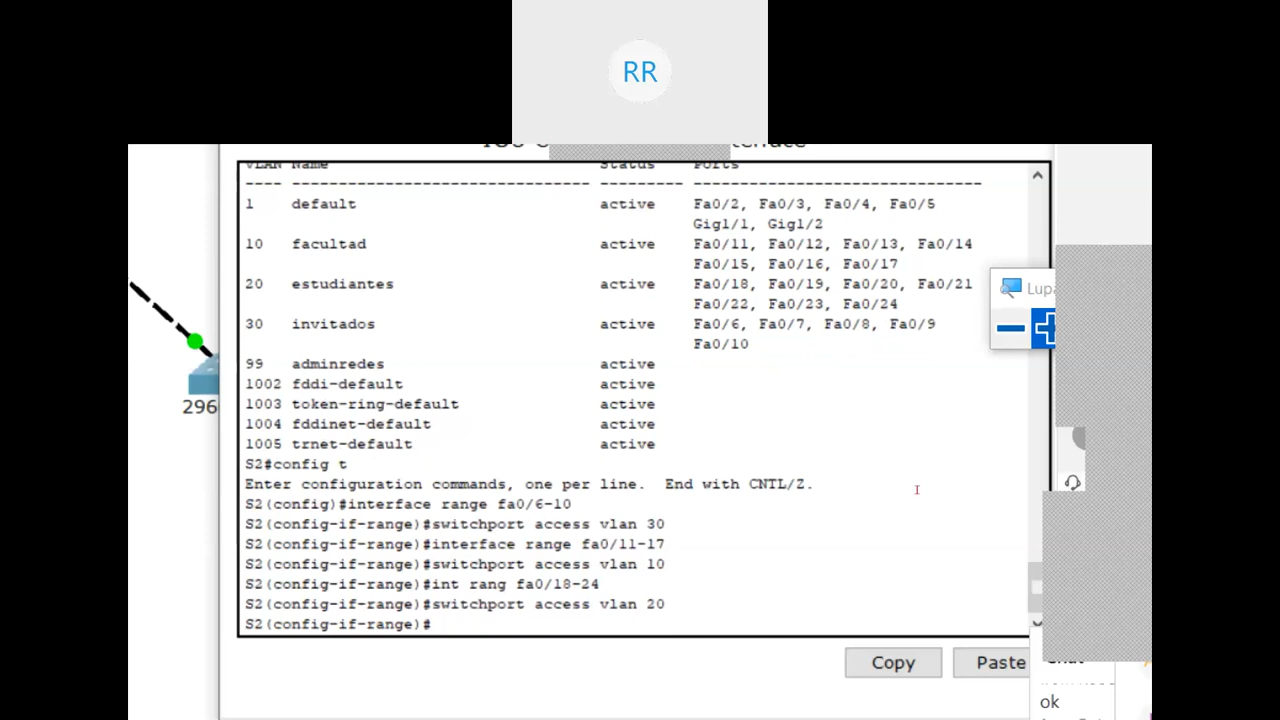 RR
VLAN Name Status Ports
---- -------------------------------- --------- -------------------------------
1 default active Fa0/2, Fa0/3, Fa0/4, Fa0/5
Gig1/1, Gig1/2
10 facultad active Fa0/11, Fa0/12, Fa0/13, Fa0/14
Fa0/15, Fa0/16, Fa0/17
20 estudiantes active Fa0/18, Fa0/19, Fa0/20, Fa0/21
Fa0/22, Fa0/23, Fa0/24
Lupa
30 invitados active Fa0/6, Fa0/7, Fa0/8, Fa0/9
Fa0/10
99 adminredes active
1002 fddi-default active
1003 token-ring-default active
296
1004 fddinet-default active
1005 trnet-default active
S2#config t
Enter configuration commands, one per line. End with CNTL/Z.
S2(config)#interface range fa0/6-10
S2(config-if-range)#switchport access vlan 30
S2(config-if-range)#interface range fa0/11-17
S2(config-if-range)#switchport access vlan 10
S2(config-if-range)#int rang fa0/18-24
S2(config-if-range)#switchport access vlan 20
S2(config-if-range)#
Copy Paste
Chat
ok